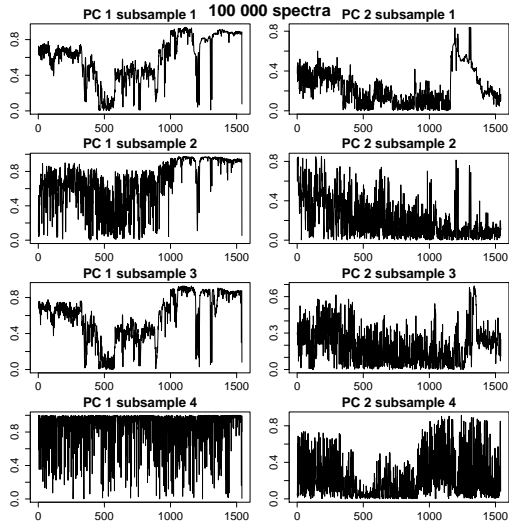 100 000 spectra
PC 1 subsample 1
PC 2 subsample 1
0.0 0.4 0.8
0 500 1000 1500
0.0 0.4 0.8
0 500 1000 1500
PC 1 subsample 2
PC 2 subsample 2
0.0 0.4 0.8
0 500 1000 1500
0.0 0.4 0.8
0 500 1000 1500
PC 1 subsample 3
PC 2 subsample 3
0.0 0.4 0.8
0 500 1000 1500
0.0 0.3 0.6
0 500 1000 1500
PC 1 subsample 4
PC 2 subsample 4
0.0 0.4 0.8
0 500 1000 1500
0.0 0.4 0.8
0 500 1000 1500